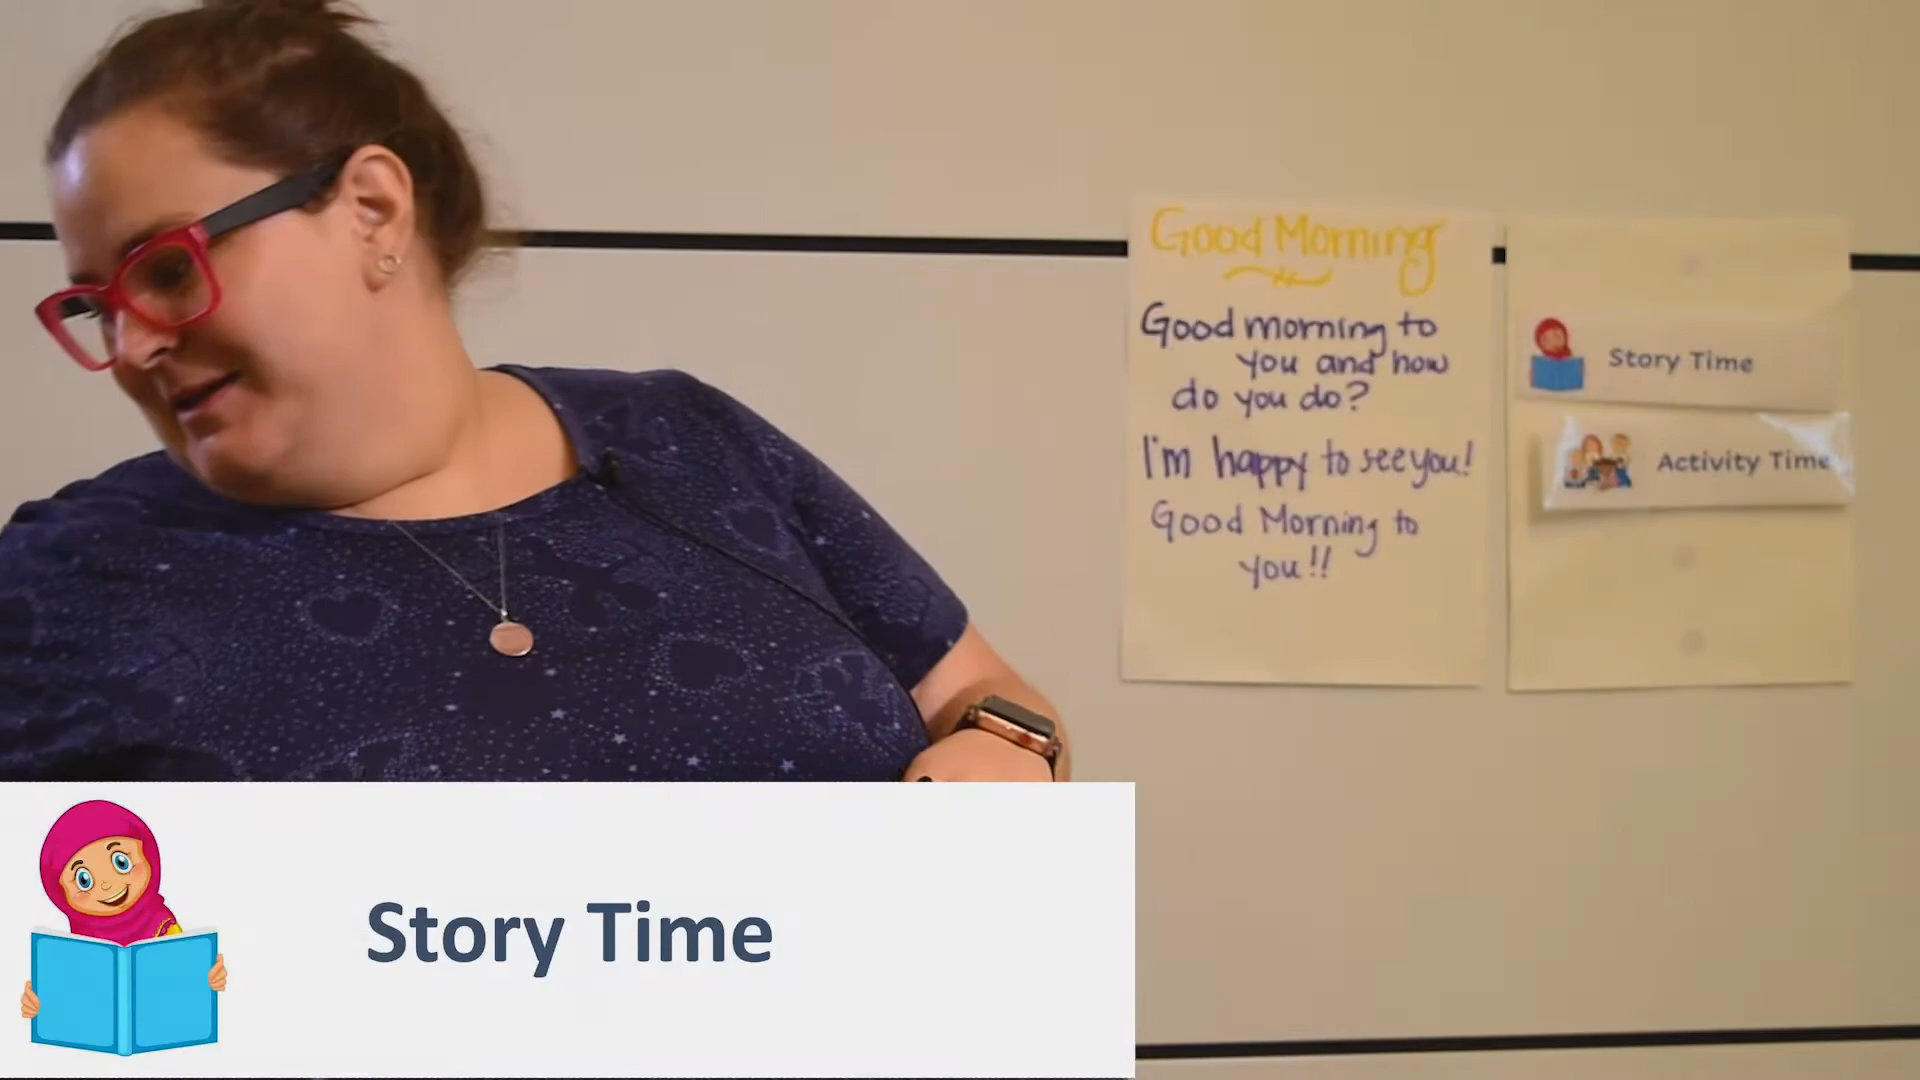 Good Morning
Good morning to
you and how
do you do?
I'm happy to see you!
Good Morning to
you!!
Story Time
Activity Time
Story Time